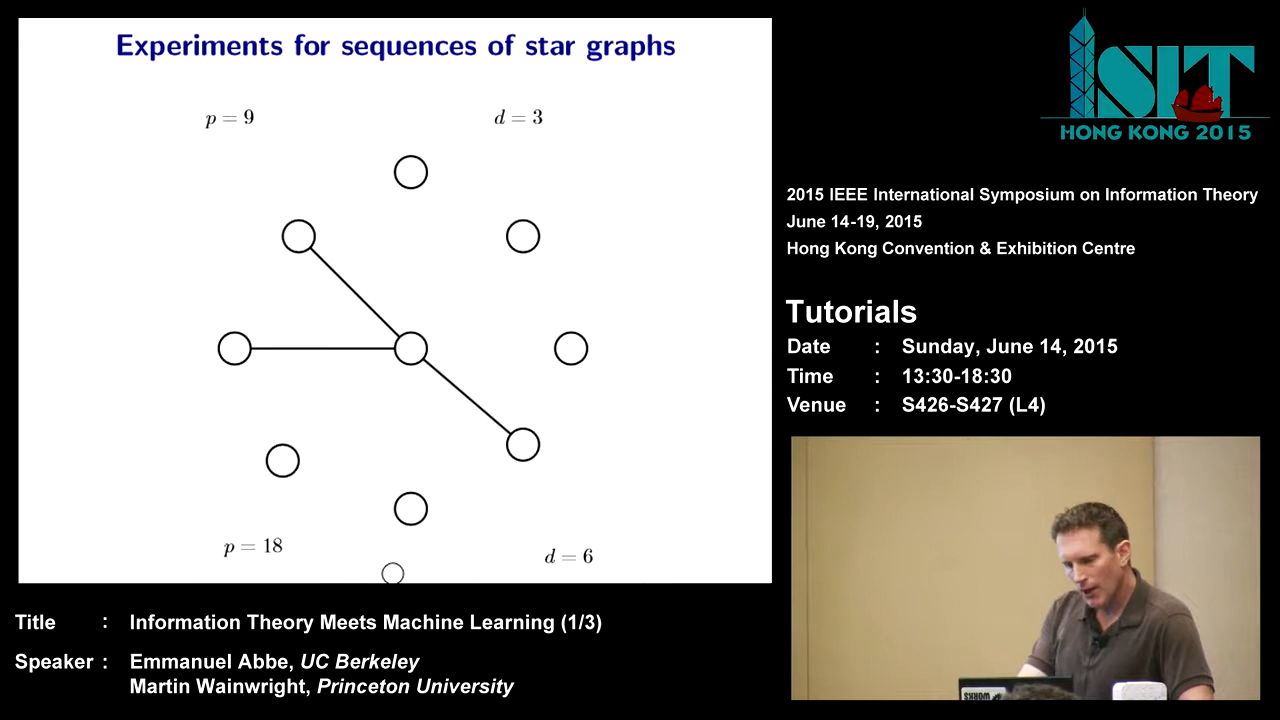 Experiments for sequences of star graphs
p = 9
d = 3
p = 18
d = 6
ISIT
HONG KONG 2015
2015 IEEE International Symposium on Information Theory
June 14-19, 2015
Hong Kong Convention & Exhibition Centre
Tutorials
Date : Sunday, June 14, 2015
Time : 13:30-18:30
Venue : S426-S427 (L4)
Title : Information Theory Meets Machine Learning (1/3)
Speaker : Emmanuel Abbe, UC Berkeley
Martin Wainwright, Princeton University